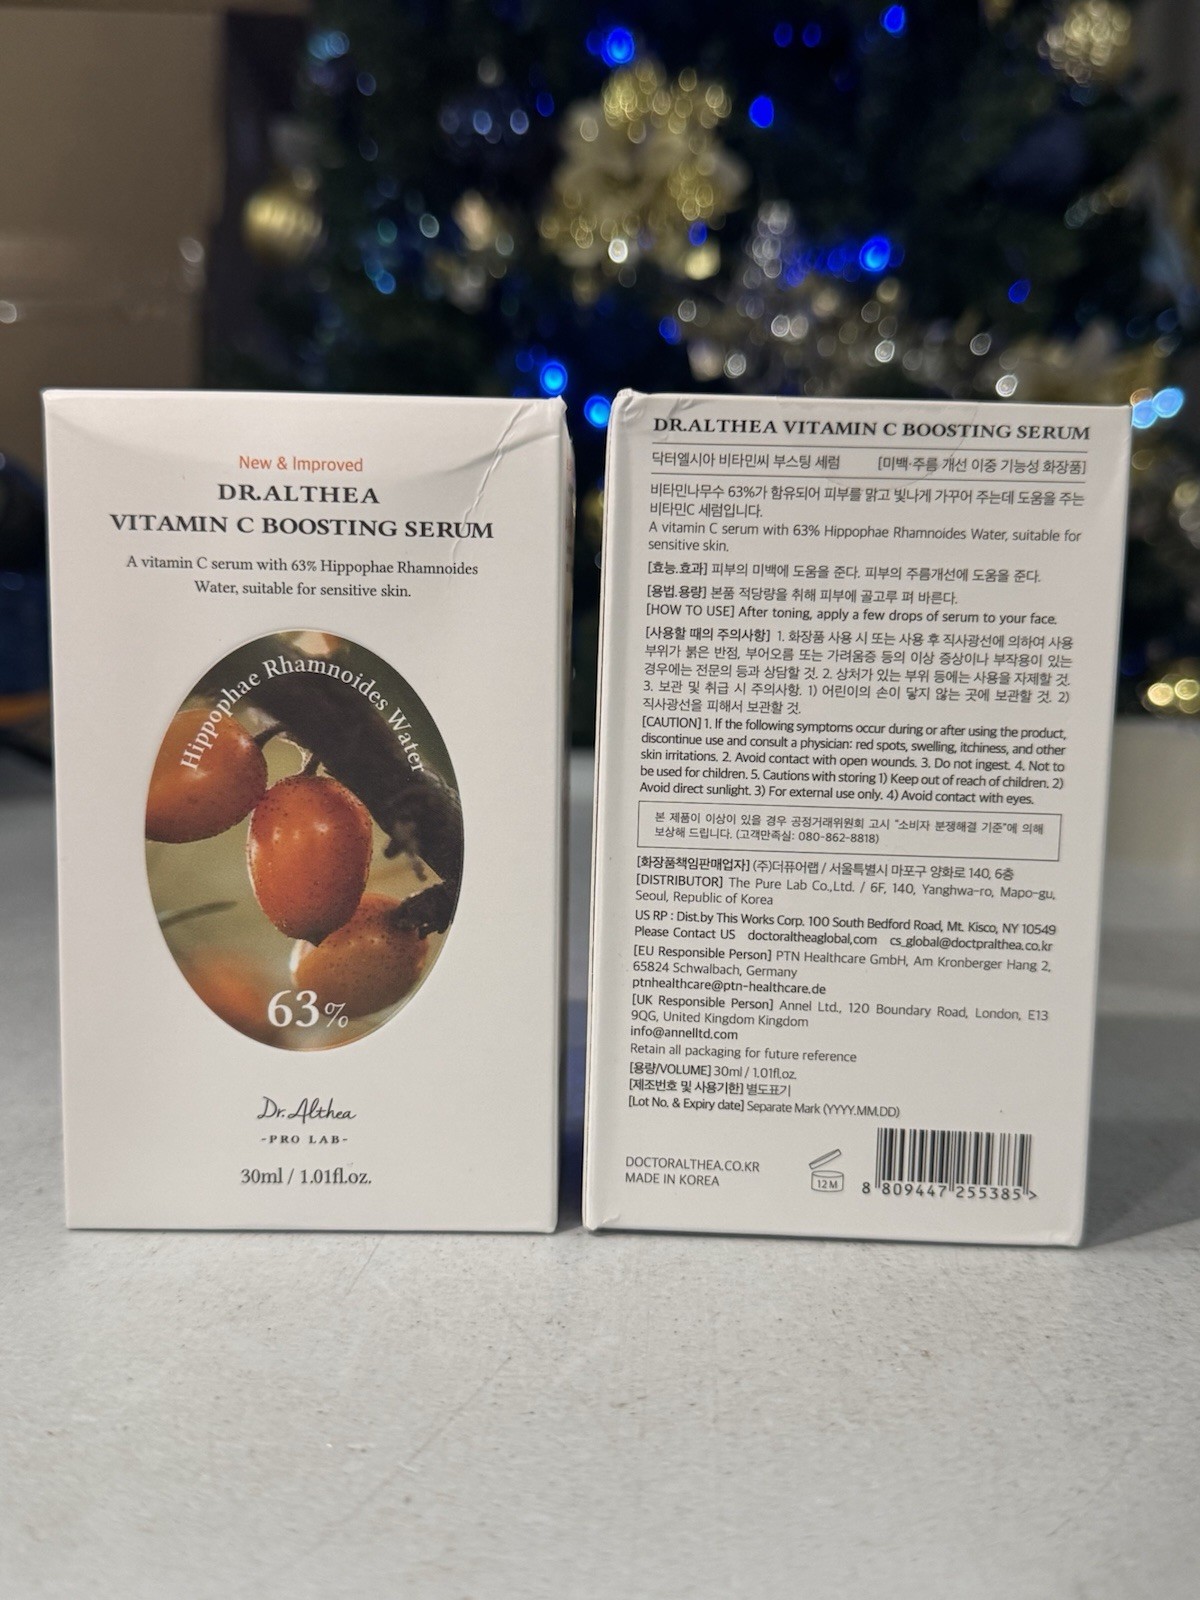 New & Improved
DR.ALTHEA
VITAMIN C BOOSTING SERUM
A vitamin C serum with 63% Hippophae Rhamnoides
Water, suitable for sensitive skin.
Hippophae Rhamnoides Water
63%
Dr.Althea
-PRO LAB-
30ml / 1.01fl.oz.
DR.ALTHEA VITAMIN C BOOSTING SERUM
닥터엘시아 비타민씨 부스팅 세럼 [미백·주름 개선 이중 기능성 화장품]
비타민나무수 63%가 함유되어 피부를 맑고 빛나게 가꾸어 주는데 도움을 주는
비타민C 세럼입니다.
A vitamin C serum with 63% Hippophae Rhamnoides Water, suitable for
sensitive skin.
[효능.효과] 피부의 미백에 도움을 준다. 피부의 주름개선에 도움을 준다.
[용법.용량] 본품 적당량을 취해 피부에 골고루 펴 바른다.
[HOW TO USE] After toning, apply a few drops of serum to your face.
[사용할 때의 주의사항] 1. 화장품 사용 시 또는 사용 후 직사광선에 의하여 사용
부위가 붉은 반점, 부어오름 또는 가려움증 등의 이상 증상이나 부작용이 있는
경우에는 전문의 등과 상담할 것. 2. 상처가 있는 부위 등에는 사용을 자제할 것.
3. 보관 및 취급 시 주의사항. 1) 어린이의 손이 닿지 않는 곳에 보관할 것. 2)
직사광선을 피해서 보관할 것.
[CAUTION] 1. If the following symptoms occur during or after using the product,
discontinue use and consult a physician: red spots, swelling, itchiness, and other
skin irritations. 2. Avoid contact with open wounds. 3. Do not ingest. 4. Not to
be used for children. 5. Cautions with storing 1) Keep out of reach of children. 2)
Avoid direct sunlight. 3) For external use only. 4) Avoid contact with eyes.
본 제품이 이상이 있을 경우 공정거래위원회 고시 "소비자 분쟁해결 기준"에 의해
보상해 드립니다. (고객만족실: 080-862-8818)
[화장품책임판매업자] (주)더퓨어랩 / 서울특별시 마포구 양화로 140, 6층
[DISTRIBUTOR] The Pure Lab Co.,Ltd. / 6F, 140, Yanghwa-ro, Mapo-gu,
Seoul, Republic of Korea
US RP : Dist.by This Works Corp. 100 South Bedford Road, Mt. Kisco, NY 10549
Please Contact US doctoraltheaglobal,com cs_global@doctpralthea.co.kr
[EU Responsible Person] PTN Healthcare GmbH, Am Kronberger Hang 2,
65824 Schwalbach, Germany
ptnhealthcare@ptn-healthcare.de
[UK Responsible Person] Annel Ltd., 120 Boundary Road, London, E13
9QG, United Kingdom Kingdom
info@annelltd.com
Retain all packaging for future reference
[용량/VOLUME] 30ml / 1.01fl.oz.
[제조번호 및 사용기한] 별도표기
[Lot No. & Expiry date] Separate Mark (YYYY.MM.DD)
DOCTORALTHEA.CO.KR
MADE IN KOREA
12M
8 809447 255385 >